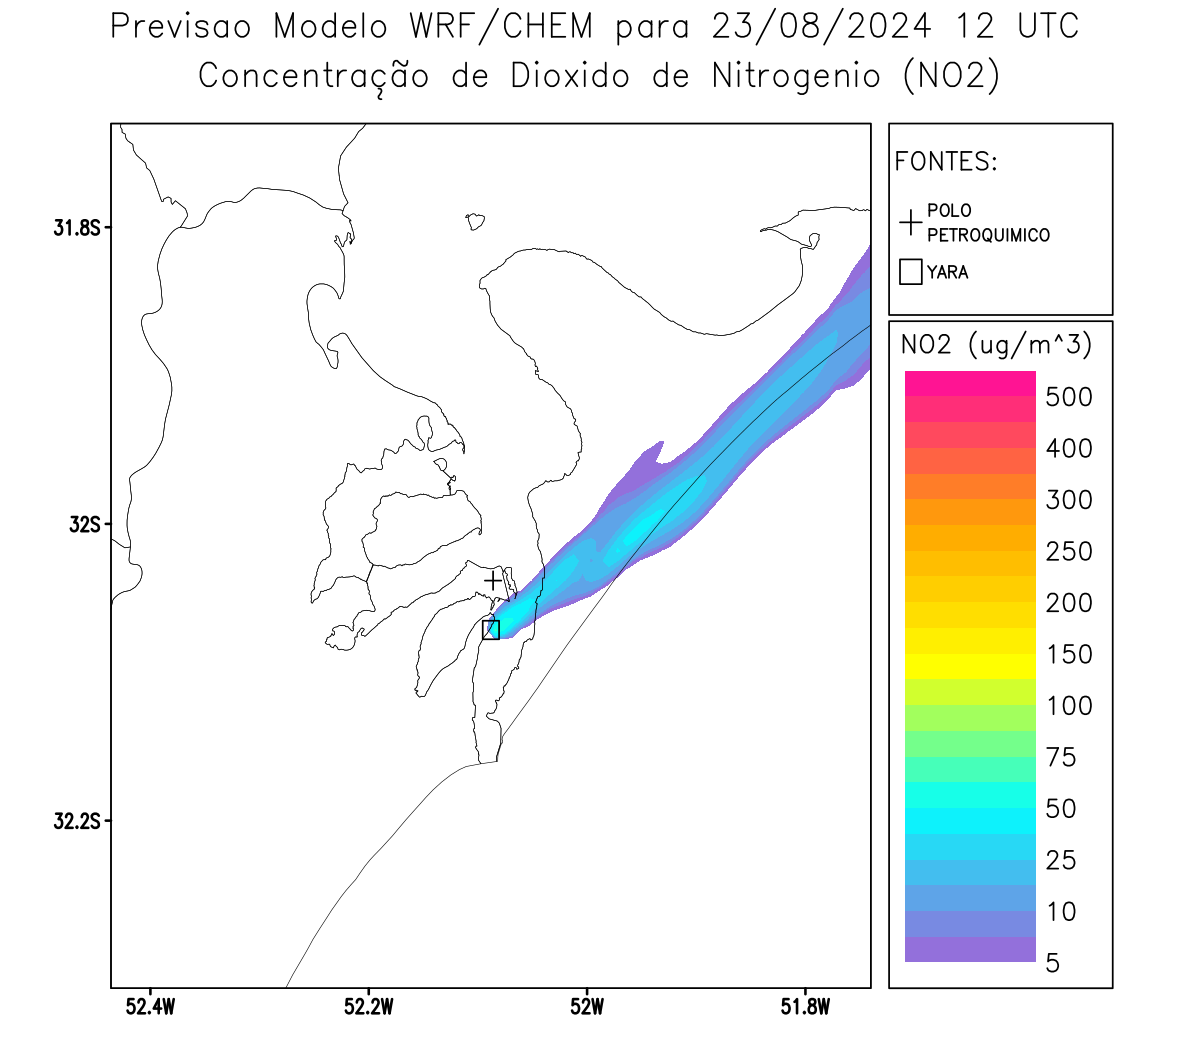 Previsao Modelo WRF/CHEM para 23/08/2024 12 UTC
Concentração de Dioxido de Nitrogenio (NO2)
FONTES:
POLO
PETROQUIMICO
YARA
NO2 (ug/m^3)
500
400
300
250
200
150
100
75
50
25
10
5
31.8S
32S
32.2S
52.4W
52.2W
52W
51.8W